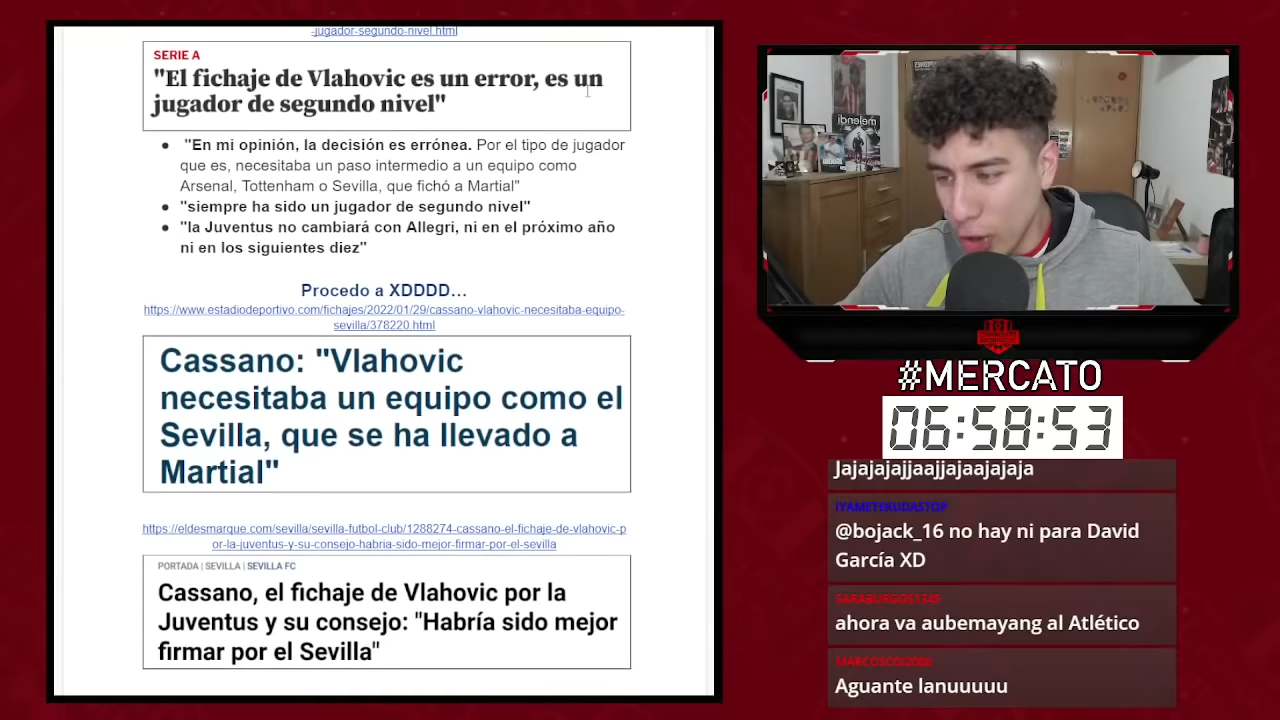 -jugador-segundo-nivel.html
SERIE A
"El fichaje de Vlahovic es un error, es un
jugador de segundo nivel"
● "En mi opinión, la decisión es errónea. Por el tipo de jugador
que es, necesitaba un paso intermedio a un equipo como
Arsenal, Tottenham o Sevilla, que fichó a Martial"
● "siempre ha sido un jugador de segundo nivel"
● "la Juventus no cambiará con Allegri, ni en el próximo año
ni en los siguientes diez"
Procedo a XDDDD…
https://www.estadiodeportivo.com/fichajes/2022/01/29/cassano-vlahovic-necesitaba-equipo-
sevilla/378220.html
Cassano: "Vlahovic
necesitaba un equipo como el
Sevilla, que se ha llevado a
Martial"
https://eldesmarque.com/sevilla/sevilla-futbol-club/1288274-cassano-el-fichaje-de-vlahovic-p
or-la-juventus-y-su-consejo-habria-sido-mejor-firmar-por-el-sevilla
PORTADA | SEVILLA | SEVILLA FC
Cassano, el fichaje de Vlahovic por la
Juventus y su consejo: "Habría sido mejor
firmar por el Sevilla"
melendi
#MERCATO
06:58:53
Jajajajajjaajjajaajajaja
IYAMETEKUDASTOP
@bojack_16 no hay ni para David
García XD
SARABURGOS1345
ahora va aubemayang al Atlético
Aguante lanuuuuu